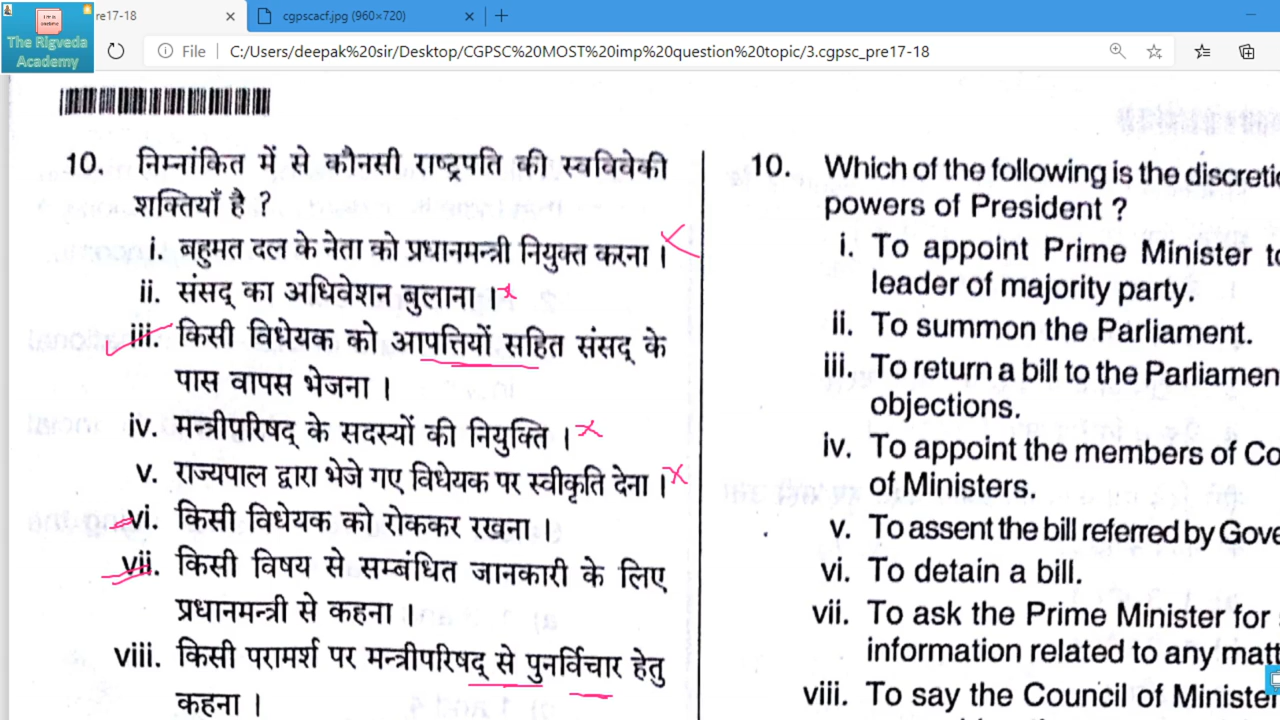 The Rigveda
Academy
re17-18
cgpscacf.jpg (960×720)
File
C:/Users/deepak%20sir/Desktop/CGPSC%20MOST%20imp%20question%20topic/3.cgpsc_pre17-18
10. निम्नांकित में से कौनसी राष्ट्रपति की स्वविवेकी
शक्तियाँ है ?
i. बहुमत दल के नेता को प्रधानमन्त्री नियुक्त करना ।
ii. संसद् का अधिवेशन बुलाना ।
iii. किसी विधेयक को आपत्तियों सहित संसद् के
पास वापस भेजना ।
iv. मन्त्रीपरिषद् के सदस्यों की नियुक्ति ।
v. राज्यपाल द्वारा भेजे गए विधेयक पर स्वीकृति देना ।
vi. किसी विधेयक को रोककर रखना
vii. किसी विषय से सम्बंधित जानकारी के लिए
प्रधानमन्त्री से कहना ।
viii. किसी परामर्श पर मन्त्रीपरिषद् से पुनर्विचार हेतु
कहना ।
10. Which of the following is the discreti
powers of President ?
i. To appoint Prime Minister to
leader of majority party.
ii. To summon the Parliament.
iii. To return a bill to the Parliamen
objections.
iv. To appoint the members of Co
of Ministers.
v. To assent the bill referred by Gove
vi. To detain a bill.
vii. To ask the Prime Minister for
information related to any matt
viii. To say the Council of Minister